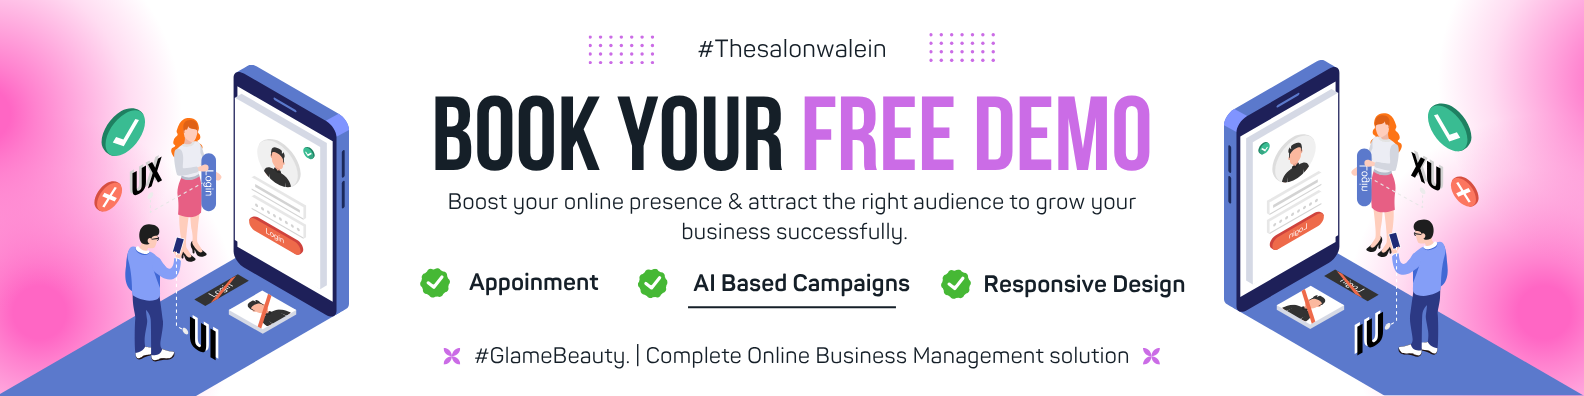 #Thesalonwalein
BOOK YOUR FREE DEMO
Boost your online presence & attract the right audience to grow your
business successfully.
Appoinment
AI Based Campaigns
Responsive Design
#GlameBeauty. | Complete Online Business Management solution
UX
Login
Login
Login
UI
XU
Login
Login
Login
IU